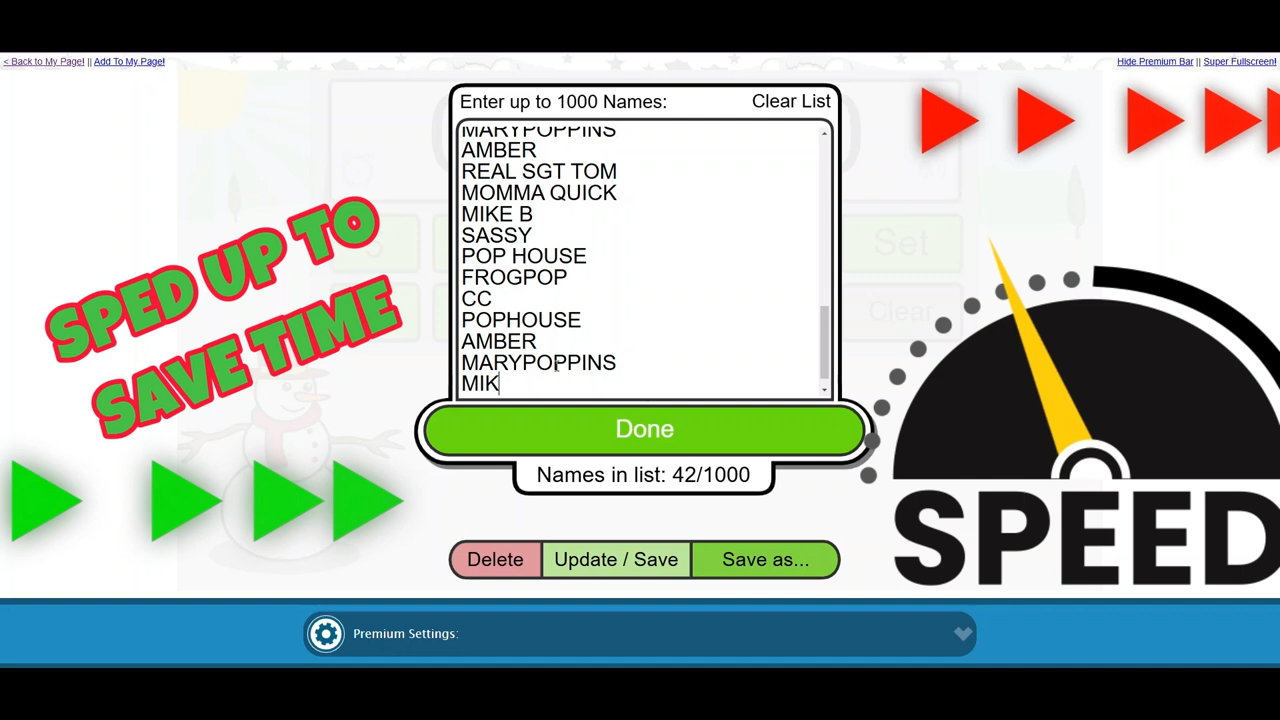 < Back to My Page! || Add To My Page!
Hide Premium Bar || Super Fullscreen!
Enter up to 1000 Names:
Clear List
MARYPOPPINS
AMBER
REAL SGT TOM
MOMMA QUICK
MIKE B
SASSY
POP HOUSE
FROGPOP
CC
POPHOUSE
AMBER
MARYPOPPINS
MIK
Set
Clear
SPED UP TO
SAVE TIME
Done
Names in list: 42/1000
SPEED
Delete
Update / Save
Save as...
Premium Settings: